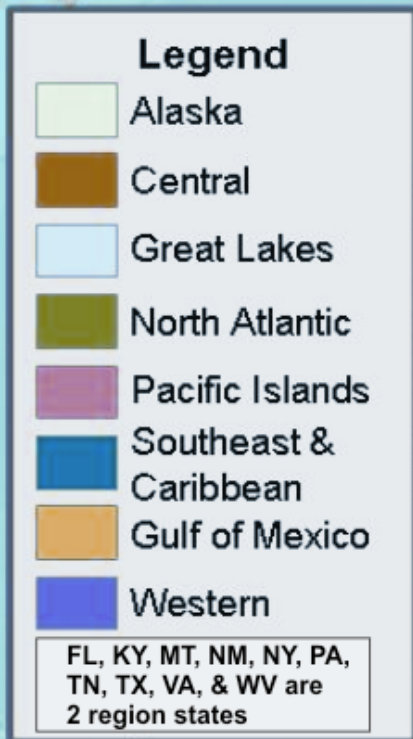 Legend
Alaska
Central
Great Lakes
North Atlantic
Pacific Islands
Southeast &
Caribbean
Gulf of Mexico
Western
FL, KY, MT, NM, NY, PA,
TN, TX, VA, & WV are
2 region states